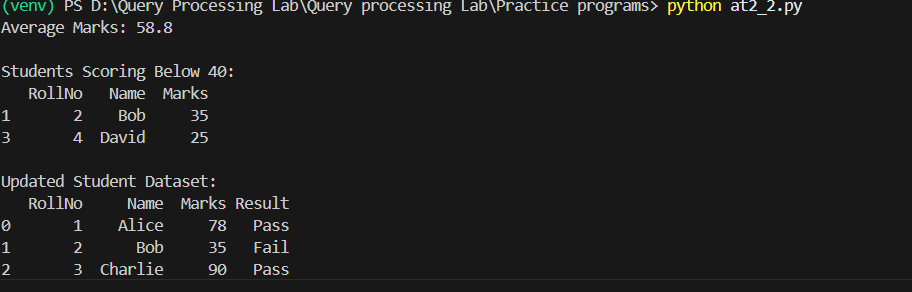 (venv) PS D:\Query Processing Lab\Query processing Lab\Practice programs> python at2_2.py
Average Marks: 58.8
Students Scoring Below 40:
   RollNo   Name  Marks
1       2    Bob     35
3       4  David     25
Updated Student Dataset:
   RollNo     Name  Marks Result
0       1    Alice     78   Pass
1       2      Bob     35   Fail
2       3  Charlie     90   Pass